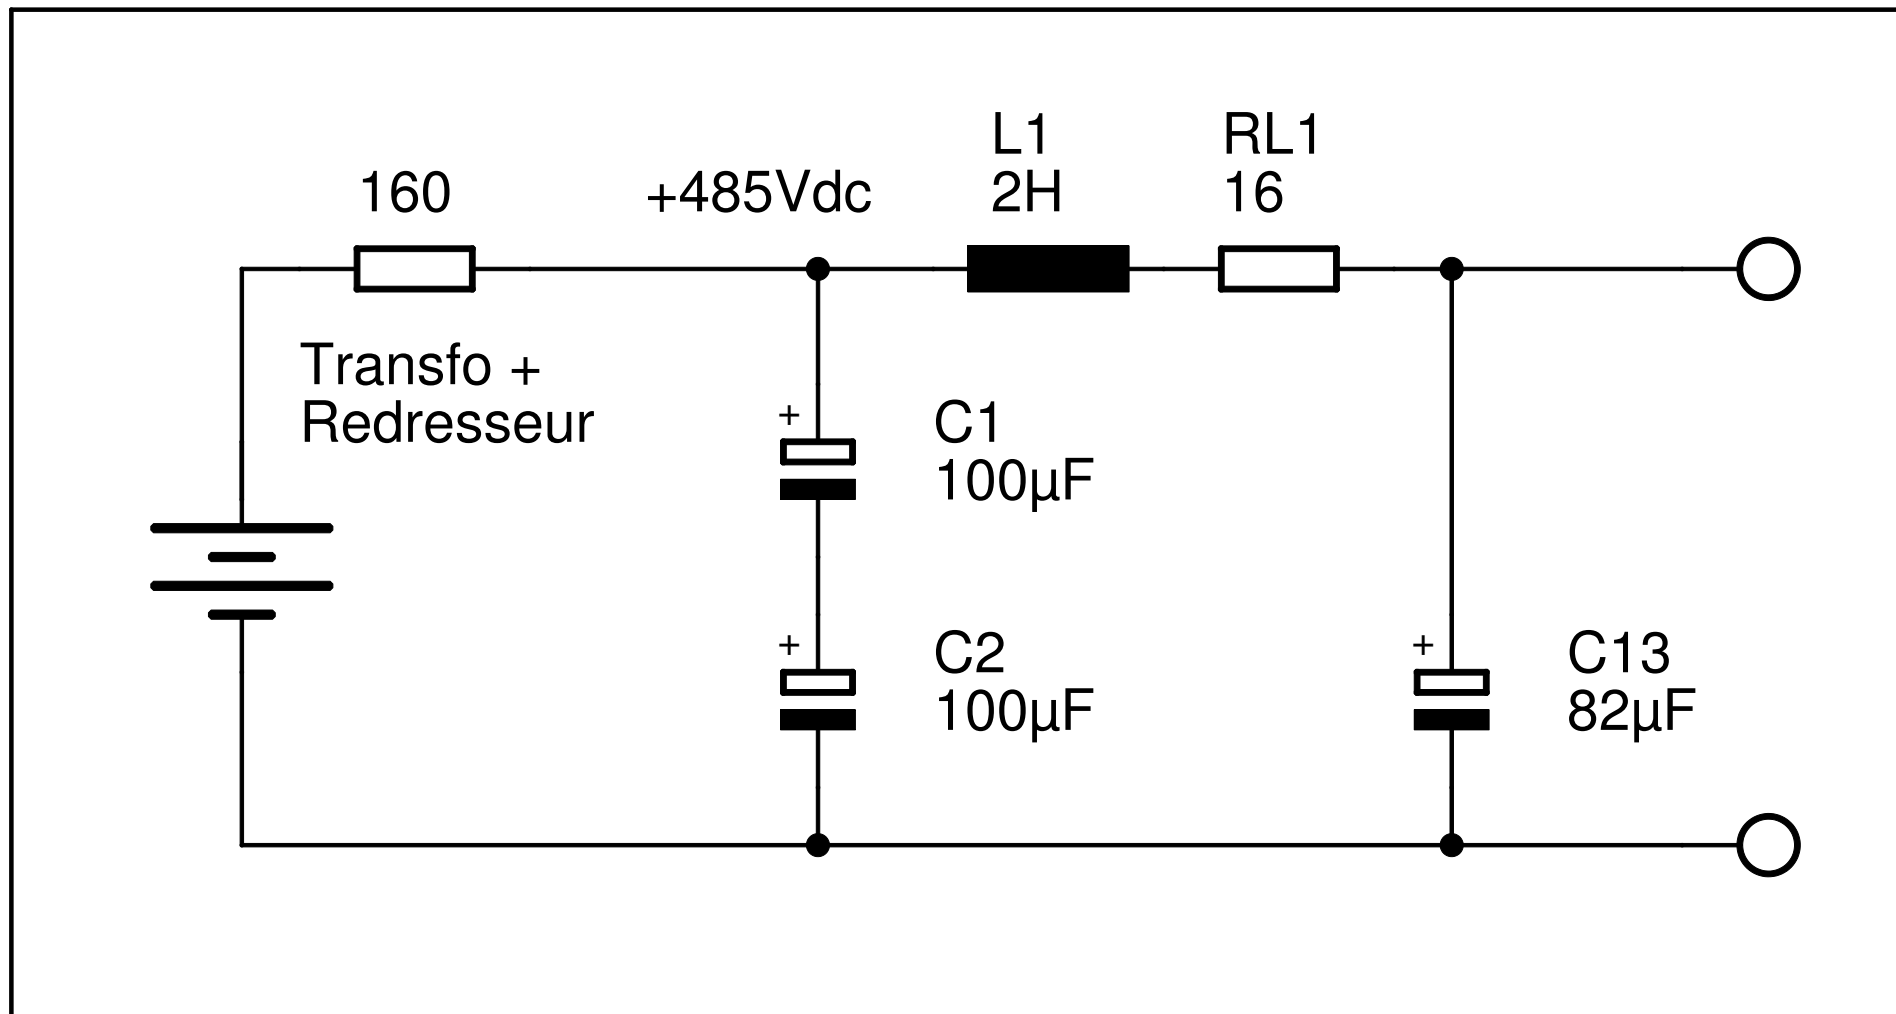 L1
RL1
160
+485Vdc
2H
16
Transfo +
Redresseur
+
C1
100µF
+
C2
100µF
+
C13
82µF